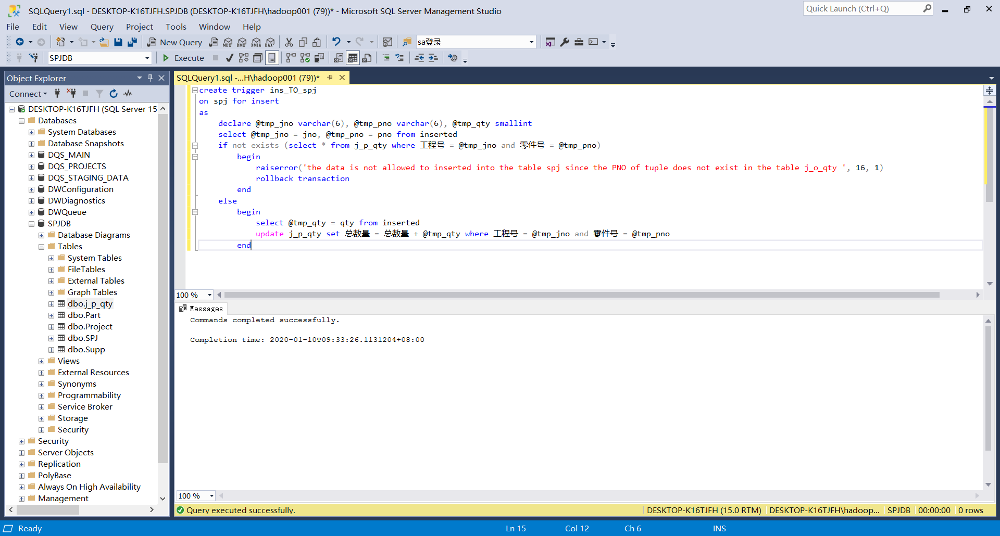 SQLQuery1.sql - DESKTOP-K16TJFH.SPJDB (DESKTOP-K16TJFH\hadoop001 (79))* - Microsoft SQL Server Management Studio
Quick Launch (Ctrl+Q)
File Edit View Query Project Tools Window Help
New Query MDX DMX XMLA DAX sa登录
SPJDB Execute
Object Explorer
Connect
DESKTOP-K16TJFH (SQL Server 15
Databases
System Databases
Database Snapshots
DQS_MAIN
DQS_PROJECTS
DQS_STAGING_DATA
DWConfiguration
DWDiagnostics
DWQueue
SPJDB
Database Diagrams
Tables
System Tables
FileTables
External Tables
Graph Tables
dbo.j_p_qty
dbo.Part
dbo.Project
dbo.SPJ
dbo.Supp
Views
External Resources
Synonyms
Programmability
Service Broker
Storage
Security
Security
Server Objects
Replication
PolyBase
Always On High Availability
Management
SQLQuery1.sql -...H\hadoop001 (79))*
create trigger ins_TO_spj
on spj for insert
as
declare @tmp_jno varchar(6), @tmp_pno varchar(6), @tmp_qty smallint
select @tmp_jno = jno, @tmp_pno = pno from inserted
if not exists (select * from j_p_qty where 工程号 = @tmp_jno and 零件号 = @tmp_pno)
begin
raiserror('the data is not allowed to inserted into the table spj since the PNO of tuple does not exist in the table j_o_qty ', 16, 1)
rollback transaction
end
else
begin
select @tmp_qty = qty from inserted
update j_p_qty set 总数量 = 总数量 + @tmp_qty where 工程号 = @tmp_jno and 零件号 = @tmp_pno
end
100 %
Messages
Commands completed successfully.
Completion time: 2020-01-10T09:33:26.1131204+08:00
100 %
Query executed successfully. DESKTOP-K16TJFH (15.0 RTM) DESKTOP-K16TJFH\hadoop... SPJDB 00:00:00 0 rows
Ready Ln 15 Col 12 Ch 6 INS